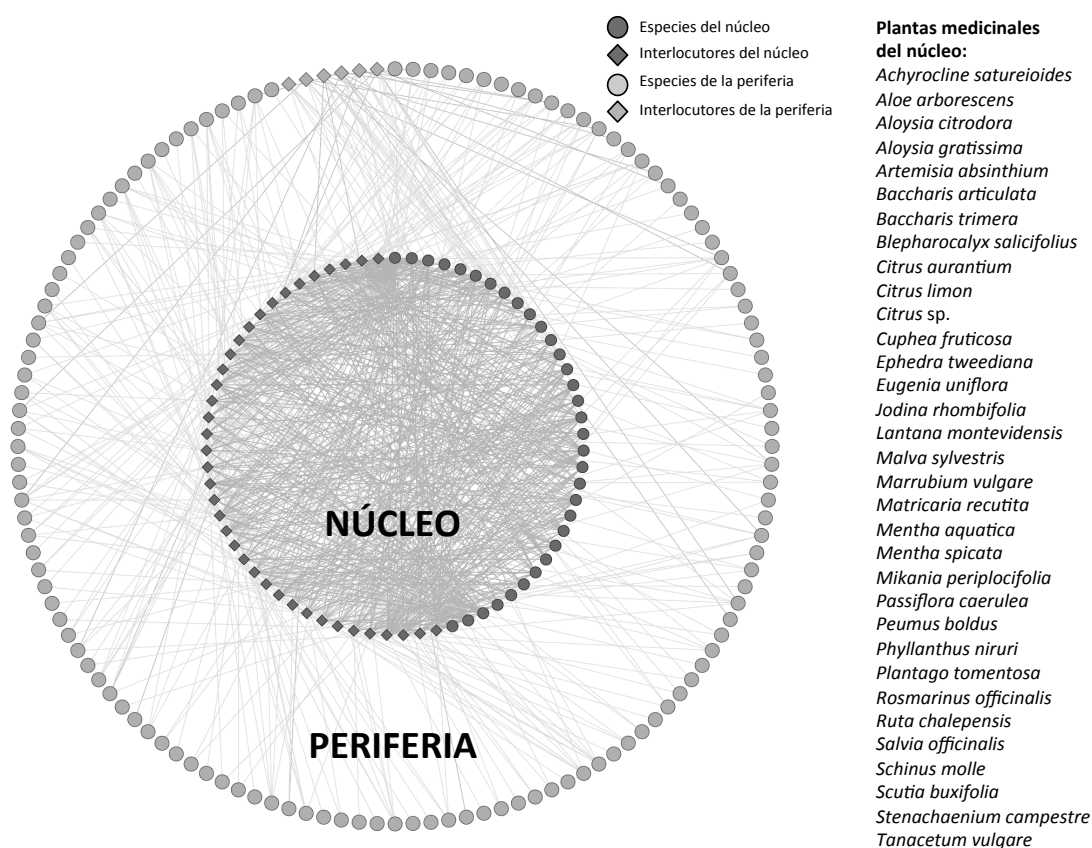 Especies del núcleo
Interlocutores del núcleo
Especies de la periferia
Interlocutores de la periferia
NÚCLEO
PERIFERIA
Plantas medicinales
del núcleo:
Achyrocline satureioides
Aloe arborescens
Aloysia citrodora
Aloysia gratissima
Artemisia absinthium
Baccharis articulata
Baccharis trimera
Blepharocalyx salicifolius
Citrus aurantium
Citrus limon
Citrus sp.
Cuphea fruticosa
Ephedra tweediana
Eugenia uniflora
Jodina rhombifolia
Lantana montevidensis
Malva sylvestris
Marrubium vulgare
Matricaria recutita
Mentha aquatica
Mentha spicata
Mikania periplocifolia
Passiflora caerulea
Peumus boldus
Phyllanthus niruri
Plantago tomentosa
Rosmarinus officinalis
Ruta chalepensis
Salvia officinalis
Schinus molle
Scutia buxifolia
Stenachaenium campestre
Tanacetum vulgare